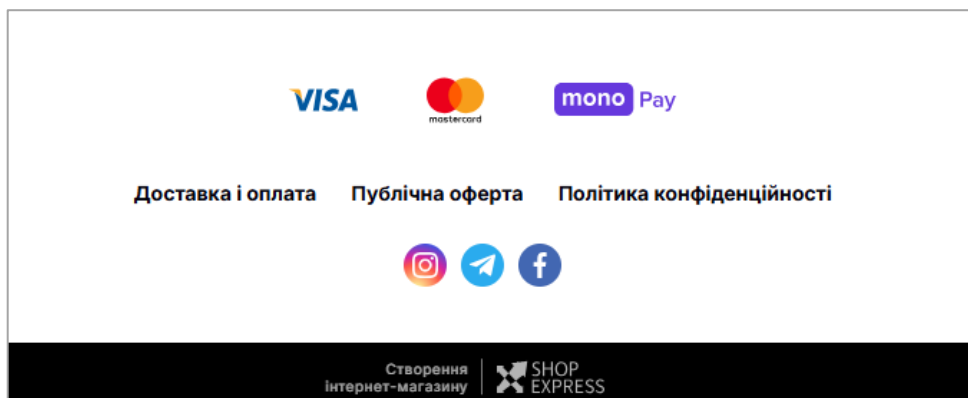 VISA
mastercard
mono Pay
Доставка і оплата Публічна оферта Політика конфіденційності
Створення
інтернет-магазину
SHOP
EXPRESS